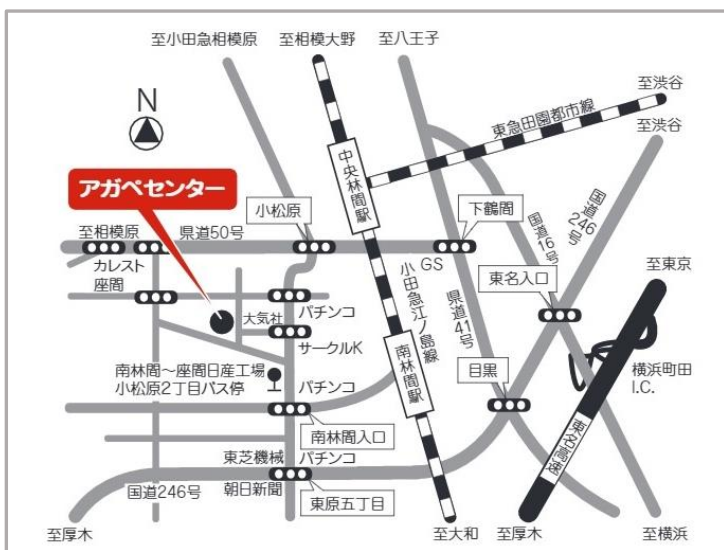 至小田急相模原
至相模大野
至八王子
至渋谷
東急田園都市線
至渋谷
N
中央林間駅
アガペセンター
小松原
下鶴間
国道246号
国道16号
至相模原
県道50号
GS
カレスト
座間
小田急江ノ島線
県道41号
東名入口
至東京
大気社
パチンコ
サークルK
南林間駅
目黒
横浜町田
I.C.
南林間～座間日産工場
小松原2丁目バス停
パチンコ
南林間入口
東名高速
東芝機械
パチンコ
国道246号
朝日新聞
東原五丁目
至厚木
至大和
至厚木
至横浜